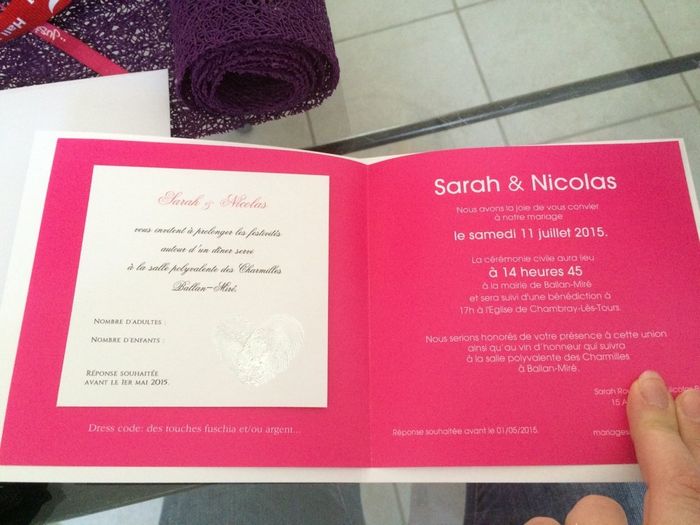 Sarah & Nicolas
vous invitent à prolonger les festivités
autour d'un dîner servi
à la salle polyvalente des Charmilles
Ballan-Miré.
Nombre d'adultes :
Nombre d'enfants :
Réponse souhaitée
avant le 1er mai 2015.
Dress code: des touches fuschia et/ou argent...
Sarah & Nicolas
Nous avons la joie de vous convier
à notre mariage
le samedi 11 juillet 2015.
La cérémonie civile aura lieu
à 14 heures 45
à la mairie de Ballan-Miré
et sera suivi d'une bénédiction à
17h à l'Eglise de Chambray-Lès-Tours.
Nous serions honorés de votre présence à cette union
ainsi qu'au vin d'honneur qui suivra
à la salle polyvalente des Charmilles
à Ballan-Miré.
Sarah
15
Réponse souhaitée avant le 01/05/2015.